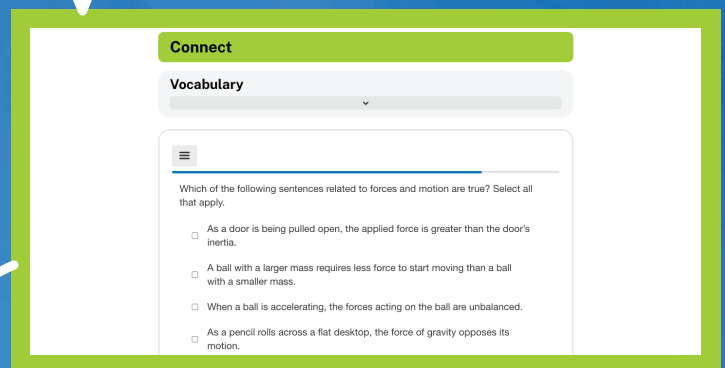 Connect
Vocabulary
Which of the following sentences related to forces and motion are true? Select all
that apply.
As a door is being pulled open, the applied force is greater than the door's
inertia.
A ball with a larger mass requires less force to start moving than a ball
with a smaller mass.
When a ball is accelerating, the forces acting on the ball are unbalanced.
As a pencil rolls across a flat desktop, the force of gravity opposes its
motion.